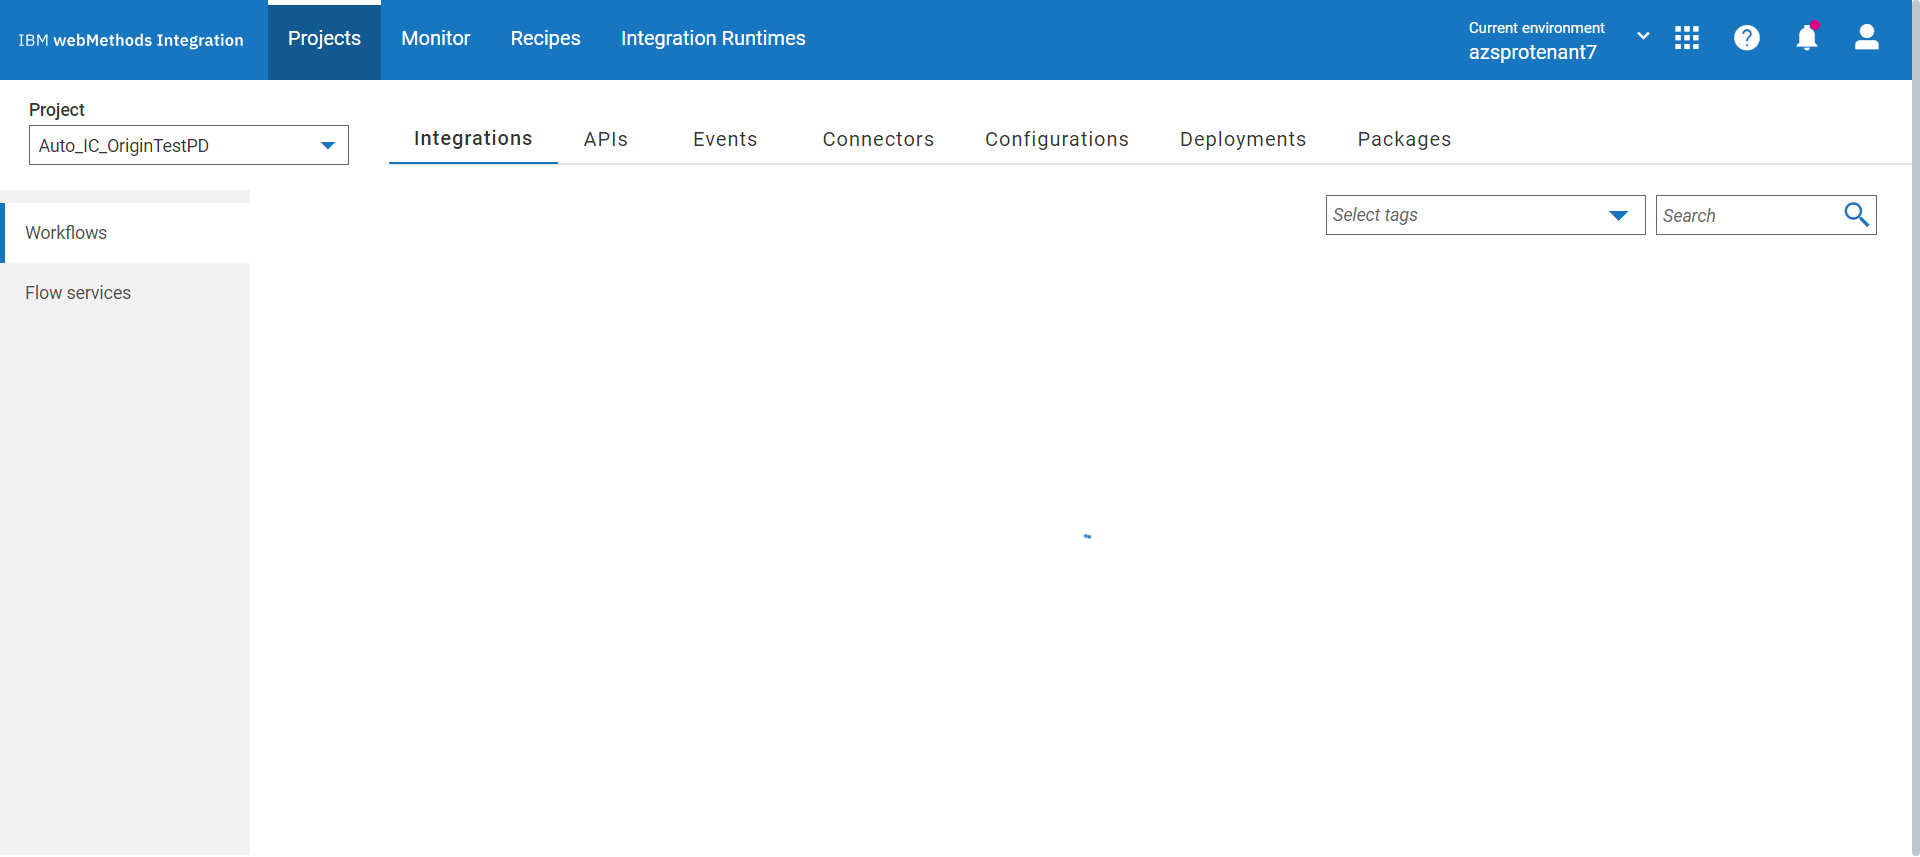 IBM webMethods Integration
Projects
Monitor
Recipes
Integration Runtimes
Current environment
azsprotenant7
Project
Auto_IC_OriginTestPD
Integrations
APIs
Events
Connectors
Configurations
Deployments
Packages
Select tags
Search
Workflows
Flow services